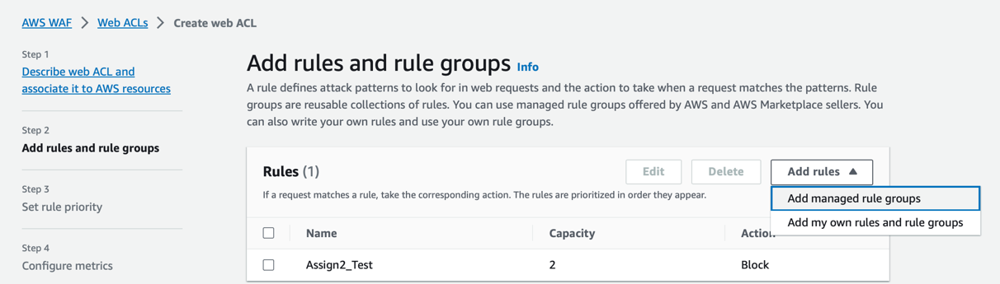 AWS WAF > Web ACLs > Create web ACL
Step 1
Describe web ACL and
associate it to AWS resources
Step 2
Add rules and rule groups
Step 3
Set rule priority
Step 4
Configure metrics
Add rules and rule groups Info
A rule defines attack patterns to look for in web requests and the action to take when a request matches the patterns. Rule
groups are reusable collections of rules. You can use managed rule groups offered by AWS and AWS Marketplace sellers. You
can also write your own rules and use your own rule groups.
Rules (1) Edit Delete Add rules
If a request matches a rule, take the corresponding action. The rules are prioritized in order they appear.
Add managed rule groups
Add my own rules and rule groups
Name Capacity Action
Assign2_Test 2 Block